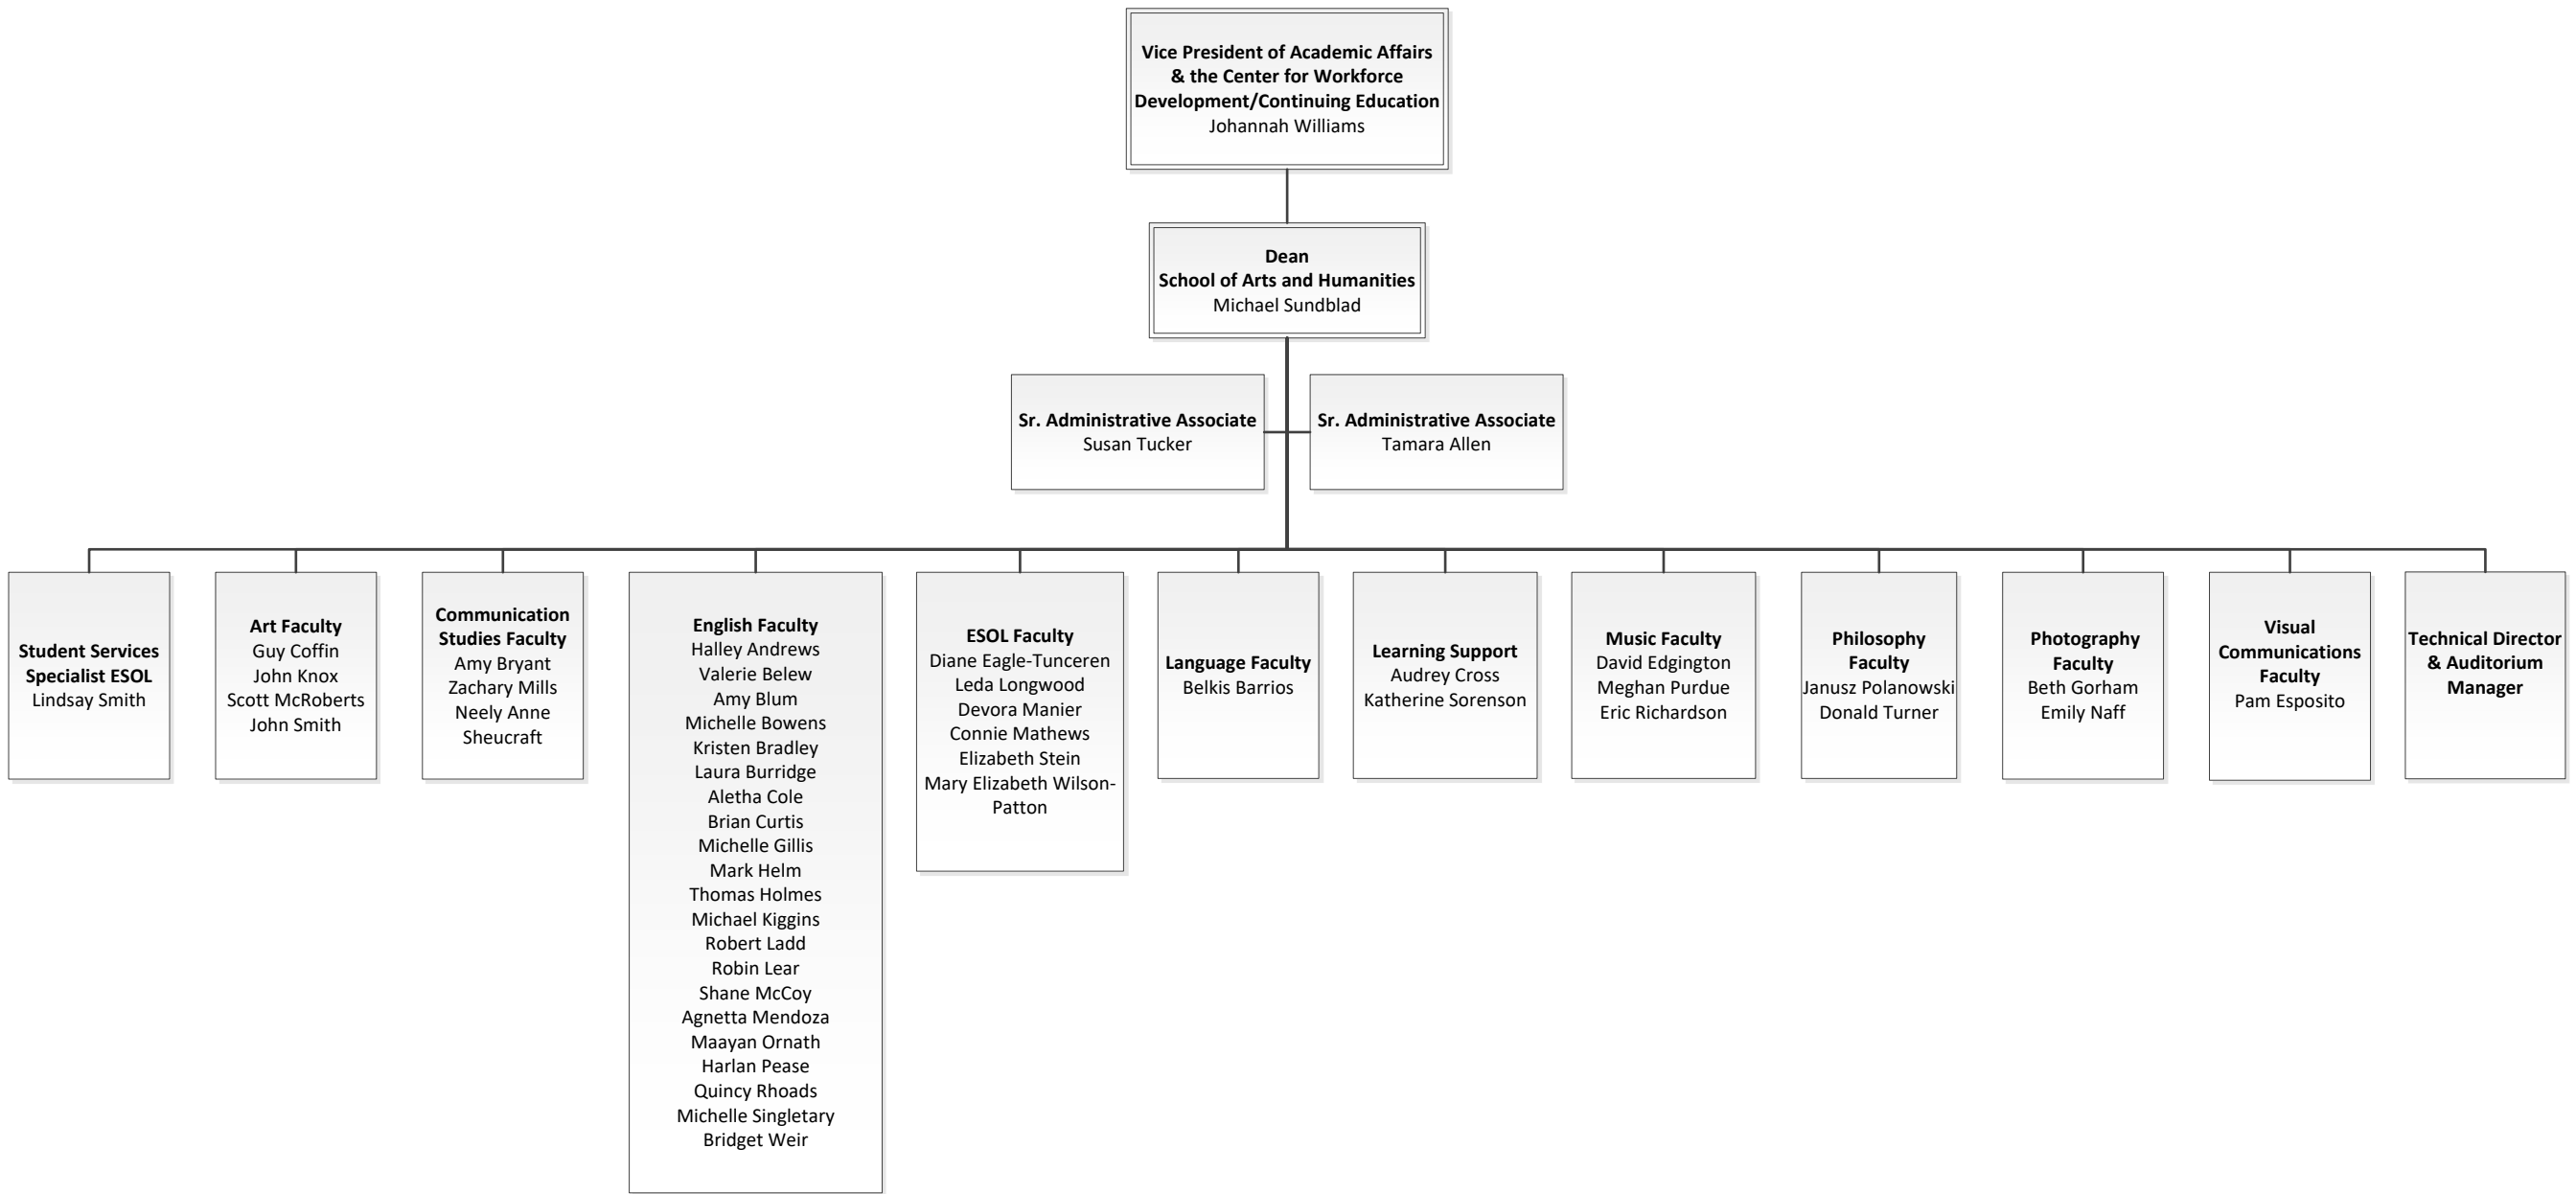 Vice President of Academic Affairs
& the Center for Workforce
Development/Continuing Education
Johannah Williams
Dean
School of Arts and Humanities
Michael Sundblad
Sr. Administrative Associate
Susan Tucker
Sr. Administrative Associate
Tamara Allen
Student Services
Specialist ESOL
Lindsay Smith
Art Faculty
Guy Coffin
John Knox
Scott McRoberts
John Smith
Communication
Studies Faculty
Amy Bryant
Zachary Mills
Neely Anne
Sheucraft
English Faculty
Halley Andrews
Valerie Belew
Amy Blum
Michelle Bowens
Kristen Bradley
Laura Burridge
Aletha Cole
Brian Curtis
Michelle Gillis
Mark Helm
Thomas Holmes
Michael Kiggins
Robert Ladd
Robin Lear
Shane McCoy
Agnetta Mendoza
Maayan Ornath
Harlan Pease
Quincy Rhoads
Michelle Singletary
Bridget Weir
ESOL Faculty
Diane Eagle-Tunceren
Leda Longwood
Devora Manier
Connie Mathews
Elizabeth Stein
Mary Elizabeth Wilson-
Patton
Language Faculty
Belkis Barrios
Learning Support
Audrey Cross
Katherine Sorenson
Music Faculty
David Edgington
Meghan Purdue
Eric Richardson
Philosophy
Faculty
Janusz Polanowski
Donald Turner
Photography
Faculty
Beth Gorham
Emily Naff
Visual
Communications
Faculty
Pam Esposito
Technical Director
& Auditorium
Manager